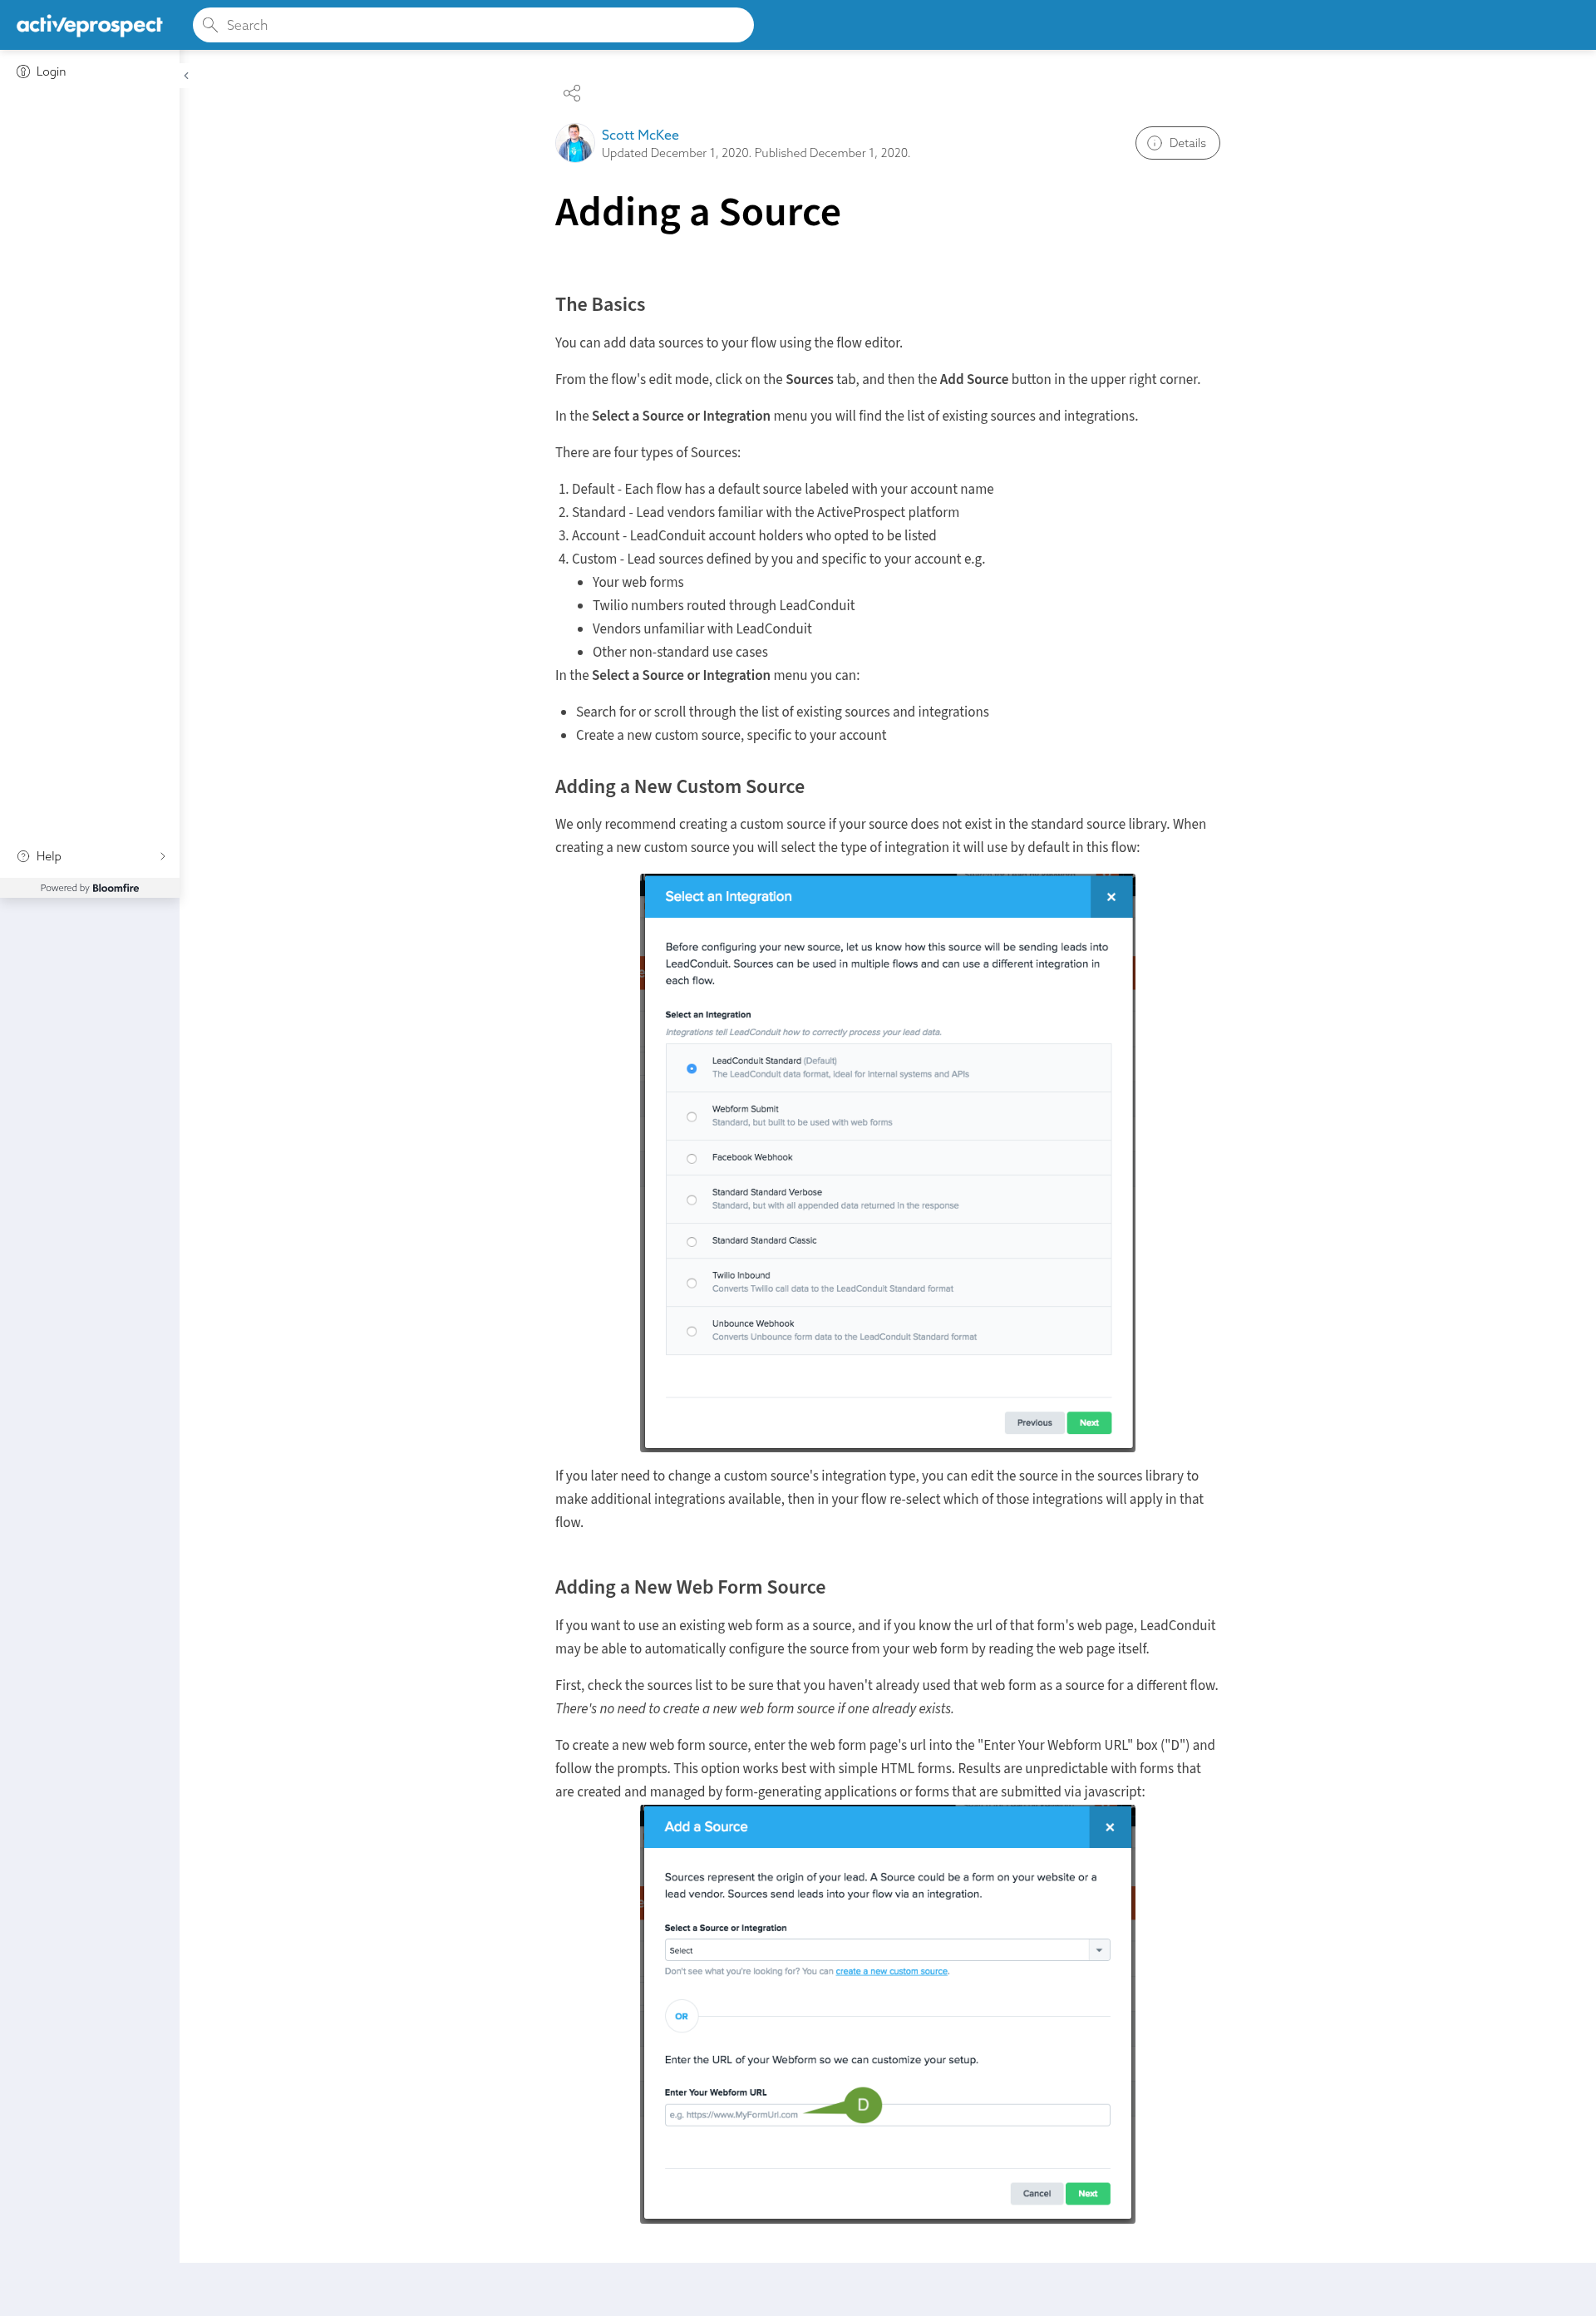 activeprospect
Search
Login
Scott McKee
Updated December 1, 2020. Published December 1, 2020.
Details
Adding a Source
The Basics
You can add data sources to your flow using the flow editor.
From the flow's edit mode, click on the Sources tab, and then the Add Source button in the upper right corner.
In the Select a Source or Integration menu you will find the list of existing sources and integrations.
There are four types of Sources:
1. Default - Each flow has a default source labeled with your account name
2. Standard - Lead vendors familiar with the ActiveProspect platform
3. Account - LeadConduit account holders who opted to be listed
4. Custom - Lead sources defined by you and specific to your account e.g.
• Your web forms
• Twilio numbers routed through LeadConduit
• Vendors unfamiliar with LeadConduit
• Other non-standard use cases
In the Select a Source or Integration menu you can:
• Search for or scroll through the list of existing sources and integrations
• Create a new custom source, specific to your account
Adding a New Custom Source
We only recommend creating a custom source if your source does not exist in the standard source library. When
creating a new custom source you will select the type of integration it will use by default in this flow:
Help
Powered by Bloomfire
Select an Integration
Before configuring your new source, let us know how this source will be sending leads into
LeadConduit. Sources can be used in multiple flows and can use a different integration in
each flow.
Select an Integration
Integrations tell LeadConduit how to correctly process your lead data.
LeadConduit Standard (Default)
The LeadConduit data format, ideal for internal systems and APIs
Webform Submit
Standard, but built to be used with web forms
Facebook Webhook
Standard Standard Verbose
Standard, but with all appended data returned in the response
Standard Standard Classic
Twilio Inbound
Converts Twilio call data to the LeadConduit Standard format
Unbounce Webhook
Converts Unbounce form data to the LeadConduit Standard format
Previous
Next
If you later need to change a custom source's integration type, you can edit the source in the sources library to
make additional integrations available, then in your flow re-select which of those integrations will apply in that
flow.
Adding a New Web Form Source
If you want to use an existing web form as a source, and if you know the url of that form's web page, LeadConduit
may be able to automatically configure the source from your web form by reading the web page itself.
First, check the sources list to be sure that you haven't already used that web form as a source for a different flow.
There's no need to create a new web form source if one already exists.
To create a new web form source, enter the web form page's url into the "Enter Your Webform URL" box ("D") and
follow the prompts. This option works best with simple HTML forms. Results are unpredictable with forms that
are created and managed by form-generating applications or forms that are submitted via javascript:
Add a Source
Sources represent the origin of your lead. A Source could be a form on your website or a
lead vendor. Sources send leads into your flow via an integration.
Select a Source or Integration
Select
Don't see what you're looking for? You can create a new custom source.
OR
Enter the URL of your Webform so we can customize your setup.
Enter Your Webform URL
e.g. https://www.MyFormUrl.com
D
Cancel
Next